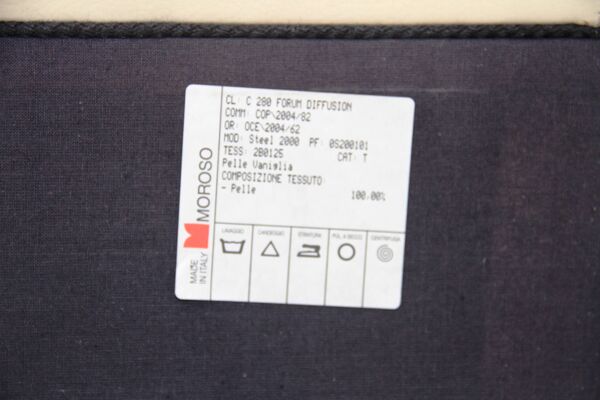 CL: C 280 FORUM DIFFUSION
COMM: COP\2004/82
OR: OCE\2004/62
MOD: Steel 2000 PF: 0S200101
TESS: 2B0125 CAT: T
Pelle Vaniglia
COMPOSIZIONE TESSUTO:
- Pelle 100,00%
LAVAGGIO CANDEGGIO STIRATURA PUL. A SECCO CENTRIFUGA
MOROSO
MADE
IN ITALY